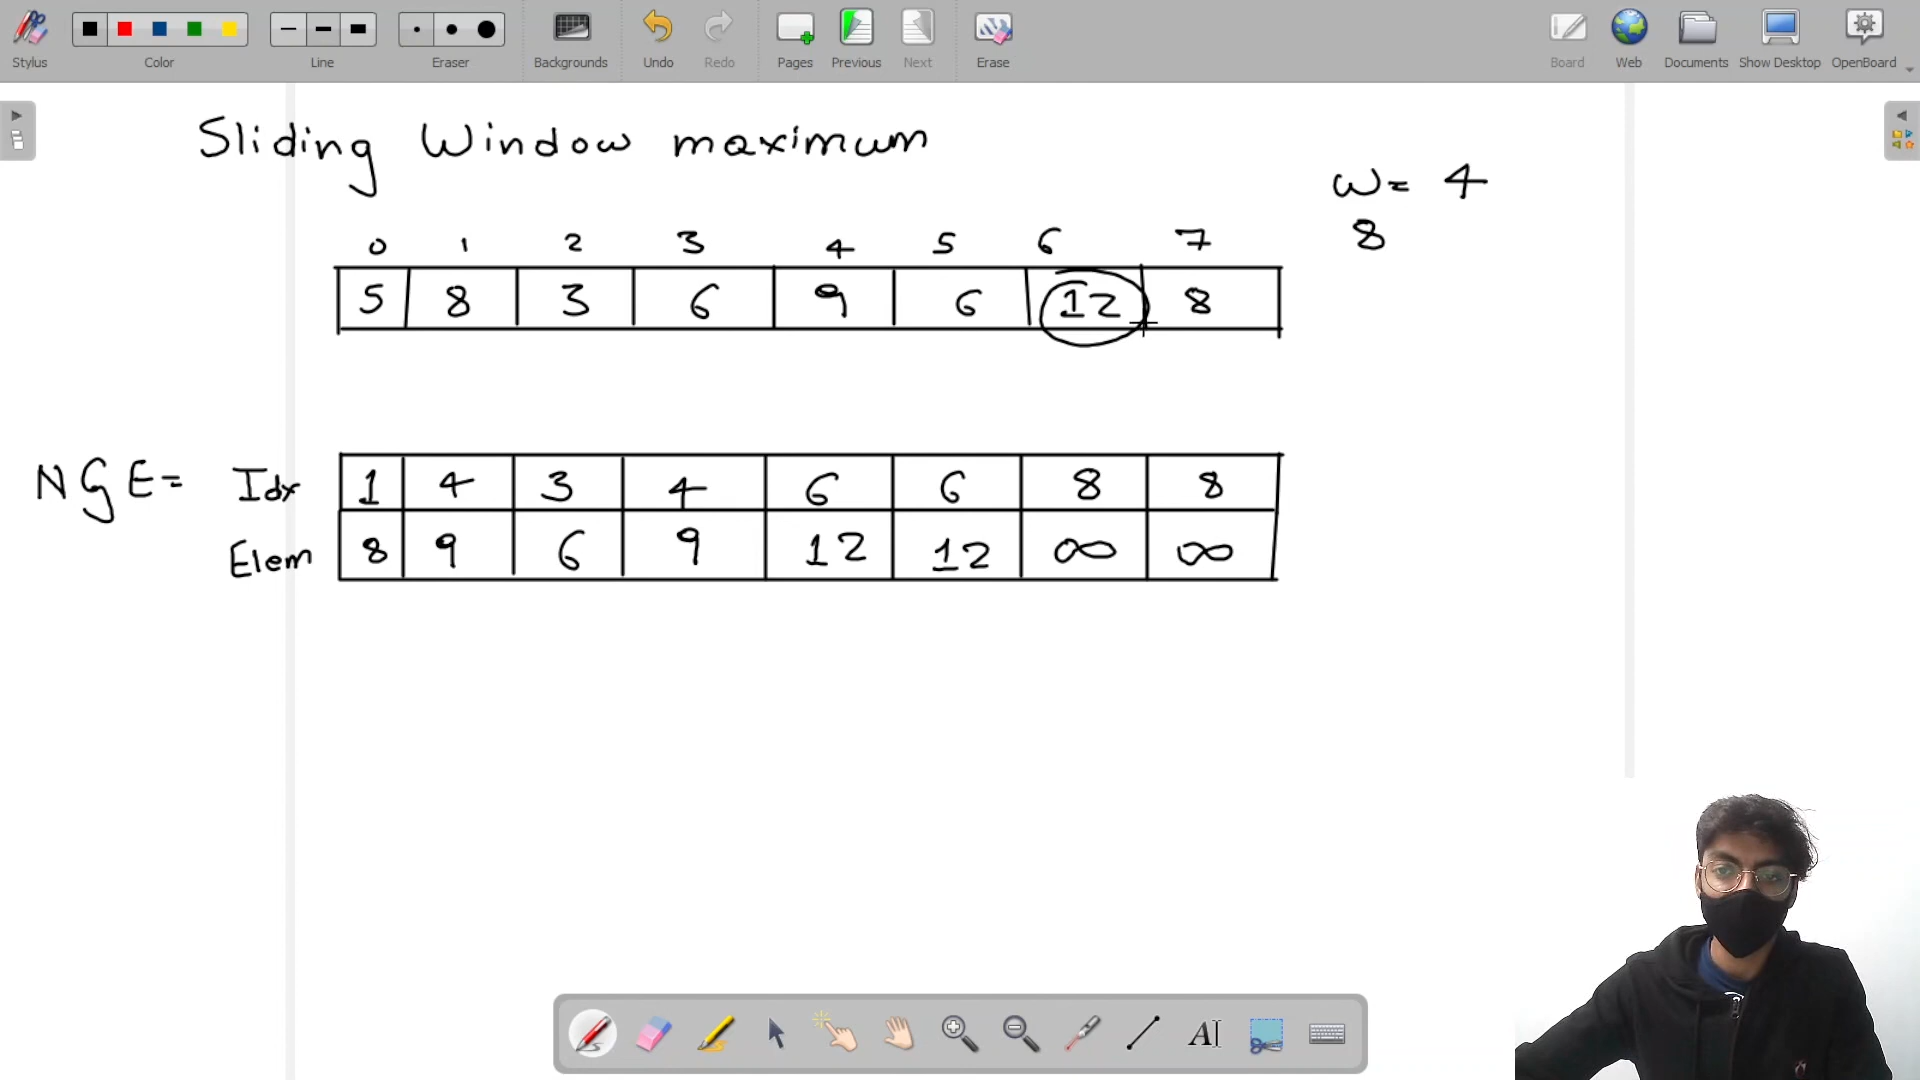 Stylus Color Line Eraser Backgrounds Undo Redo Pages Previous Next Erase Board Web Documents Show Desktop OpenBoard
Sliding Window maximum
w= 4
8
0 1 2 3 4 5 6 7
5 8 3 6 9 6 12 8
NGE= Idx 1 4 3 4 6 6 8 8
Elem 8 9 6 9 12 12 ∞ ∞
AI